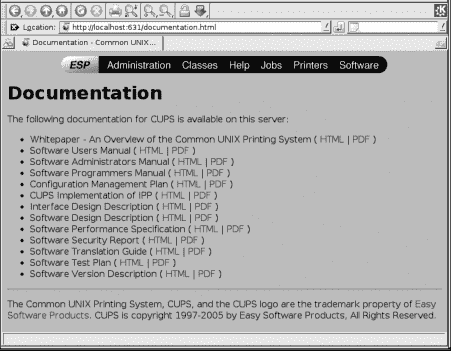 Location: http://localhost:631/documentation.html
Documentation - Common UNIX...
ESP Administration Classes Help Jobs Printers Software
Documentation
The following documentation for CUPS is available on this server:
• Whitepaper - An Overview of the Common UNIX Printing System ( HTML | PDF )
• Software Users Manual ( HTML | PDF )
• Software Administrators Manual ( HTML | PDF )
• Software Programmers Manual ( HTML | PDF )
• Configuration Management Plan ( HTML | PDF )
• CUPS Implementation of IPP ( HTML | PDF )
• Interface Design Description ( HTML | PDF )
• Software Design Description ( HTML | PDF )
• Software Performance Specification ( HTML | PDF )
• Software Security Report ( HTML | PDF )
• Software Translation Guide ( HTML | PDF )
• Software Test Plan ( HTML | PDF )
• Software Version Description ( HTML | PDF )
The Common UNIX Printing System, CUPS, and the CUPS logo are the trademark property of Easy
Software Products. CUPS is copyright 1997-2005 by Easy Software Products, All Rights Reserved.